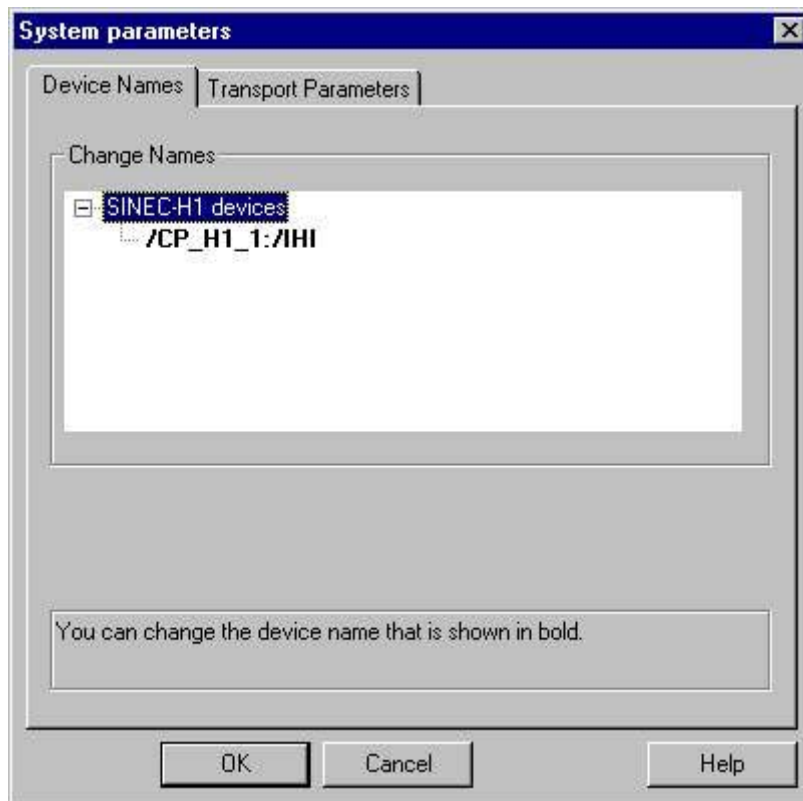 System parameters
Device Names
Transport Parameters
Change Names
SINEC-H1 devices
/CP_H1_1:/IHI
You can change the device name that is shown in bold.
OK
Cancel
Help